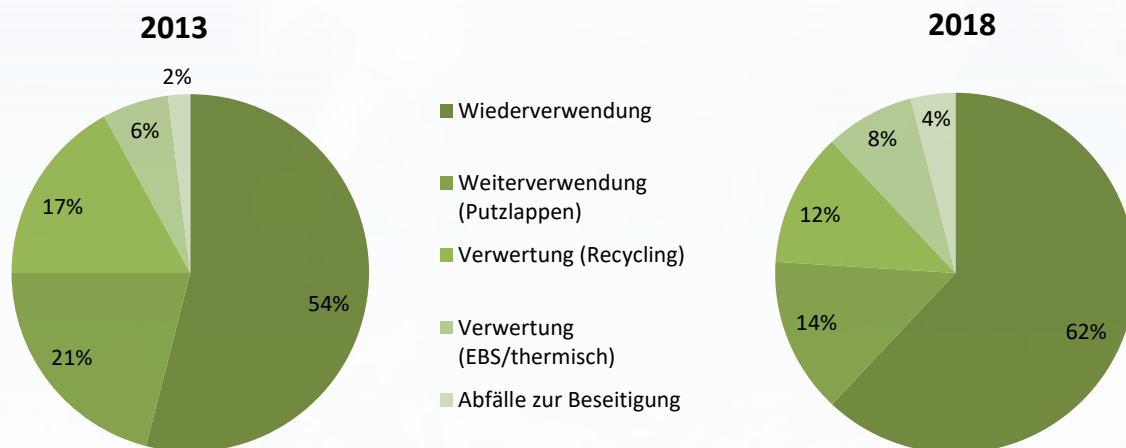 2013
2%
6%
17%
21%
54%
Wiederverwendung
Weiterverwendung
(Putzlappen)
Verwertung (Recycling)
Verwertung
(EBS/thermisch)
Abfälle zur Beseitigung
2018
4%
8%
12%
14%
62%